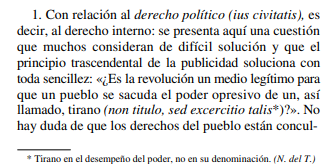 1. Con relación al derecho político (ius civitatis), es
decir, al derecho interno: se presenta aquí una cuestión
que muchos consideran de difícil solución y que el
principio trascendental de la publicidad soluciona con
toda sencillez: «¿Es la revolución un medio legítimo para
que un pueblo se sacuda el poder opresivo de un, así
llamado, tirano (non titulo, sed excercitio talis*)?». No
hay duda de que los derechos del pueblo están concul-
* Tirano en el desempeño del poder, no en su denominación. (N. del T.)